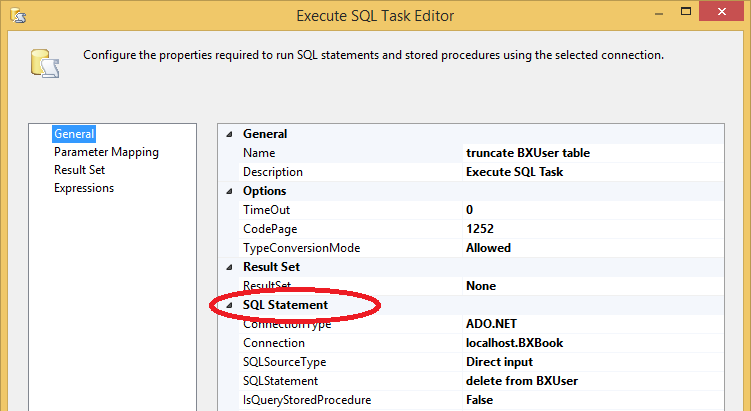 Execute SQL Task Editor
Configure the properties required to run SQL statements and stored procedures using the selected connection.
General
Parameter Mapping
Result Set
Expressions
General
Name truncate BXUser table
Description Execute SQL Task
Options
TimeOut 0
CodePage 1252
TypeConversionMode Allowed
Result Set
ResultSet None
SQL Statement
ConnectionType ADO.NET
Connection localhost.BXBook
SQLSourceType Direct input
SQLStatement delete from BXUser
IsQueryStoredProcedure False